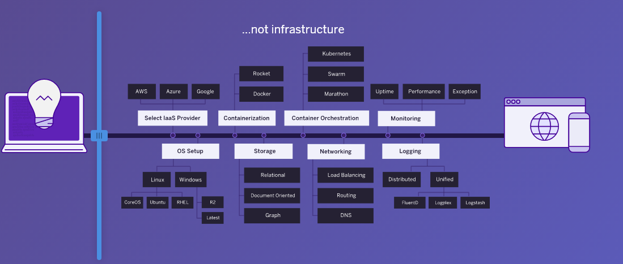 ...not infrastructure
Kubernetes
Rocket
Swarm
AWS
Azure
Google
Docker
Marathon
Uptime
Performance
Exception
Select IaaS Provider
Containerization
Container Orchestration
Monitoring
OS Setup
Storage
Networking
Logging
Linux
Windows
Relational
Load Balancing
Distributed
Unified
CoreOS
Ubuntu
RHEL
R2
Document Oriented
Routing
FluentD
Logplex
Logstash
Latest
Graph
DNS